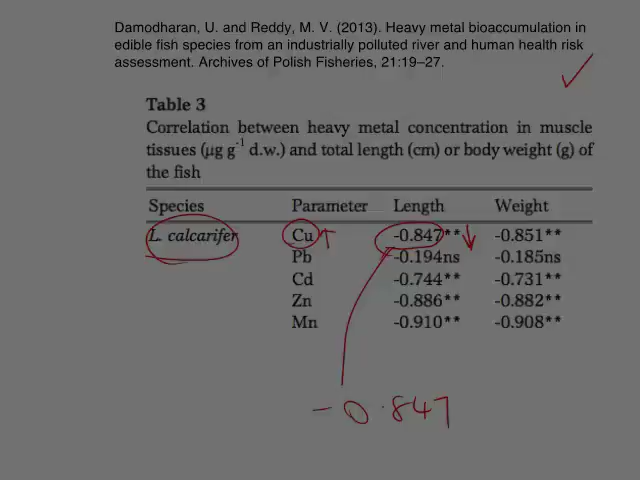 Damodharan, U. and Reddy, M. V. (2013). Heavy metal bioaccumulation in
edible fish species from an industrially polluted river and human health risk
assessment. Archives of Polish Fisheries, 21:19–27.
Table 3
Correlation between heavy metal concentration in muscle
tissues (µg g⁻¹ d.w.) and total length (cm) or body weight (g) of
the fish
Species Parameter Length Weight
L. calcarifer Cu -0.847** -0.851**
Pb -0.194ns -0.185ns
Cd -0.744** -0.731**
Zn -0.886** -0.882**
Mn -0.910** -0.908**
-0.847